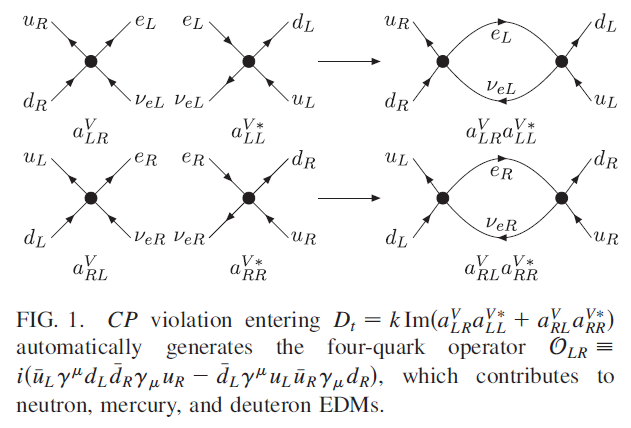 u_R e_L e_L d_L u_R e_L d_L
d_R ν_{eL} ν_{eL} u_L d_R ν_{eL} u_L
a^V_{LR} a^{V*}_{LL} a^V_{LR}a^{V*}_{LL}
u_L e_R e_R d_R u_L e_R d_R
d_L ν_{eR} ν_{eR} u_R d_L ν_{eR} u_R
a^V_{RL} a^{V*}_{RR} a^V_{RL}a^{V*}_{RR}
FIG. 1. CP violation entering D_t = k Im(a^V_{LR}a^{V*}_{LL} + a^V_{RL}a^{V*}_{RR})
automatically generates the four-quark operator 𝒪_{LR} ≡
i(ū_Lγ^μd_L d̄_Rγ_μu_R − d̄_Lγ^μu_L ū_Rγ_μd_R), which contributes to
neutron, mercury, and deuteron EDMs.